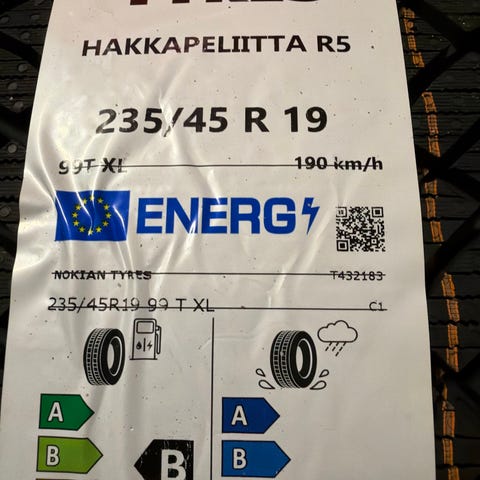 HAKKAPELIITTA R5
235/45 R 19
99T XL 190 km/h
ENERG
NOKIAN TYRES T432183
235/45R19 99 T XL C1
A A
B B B